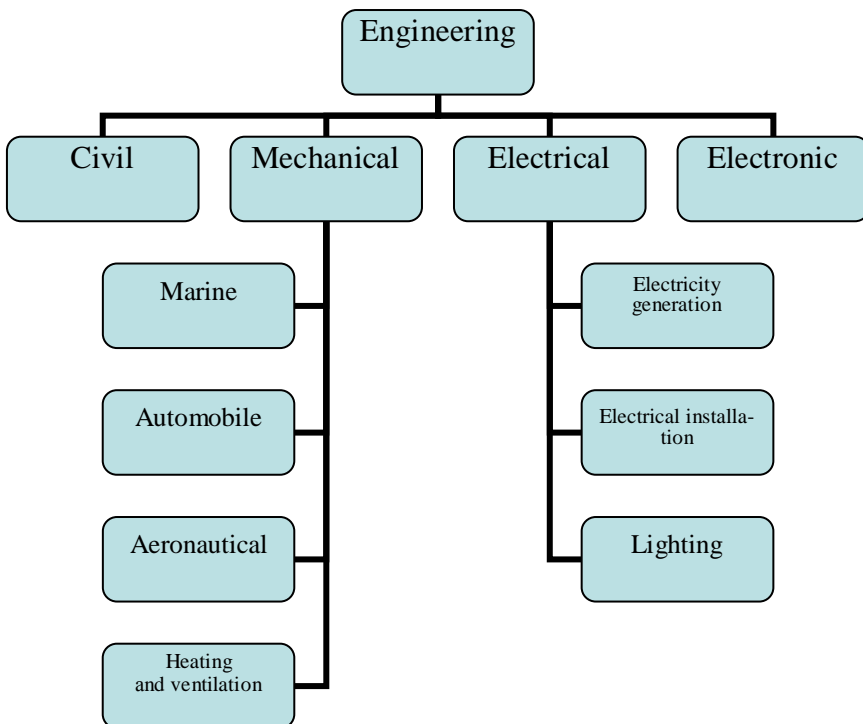 Engineering
Civil
Mechanical
Electrical
Electronic
Marine
Automobile
Aeronautical
Heating
and ventilation
Electricity
generation
Electrical installa-
tion
Lighting